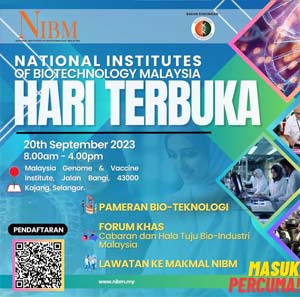 NIBM
NATIONAL INSTITUTES
OF BIOTECHNOLOGY MALAYSIA
HARI TERBUKA
20th September 2023
8.00am - 4.00pm
Malaysia Genome & Vaccine
Institute, Jalan Bangi, 43000
Kajang, Selangor.
PAMERAN BIO-TEKNOLOGI
FORUM KHAS
Cabaran dan Hala Tuju Bio-Industri
Malaysia
LAWATAN KE MAKMAL NIBM
PENDAFTARAN
www.nibm.my
MASUK
PERCUMA!